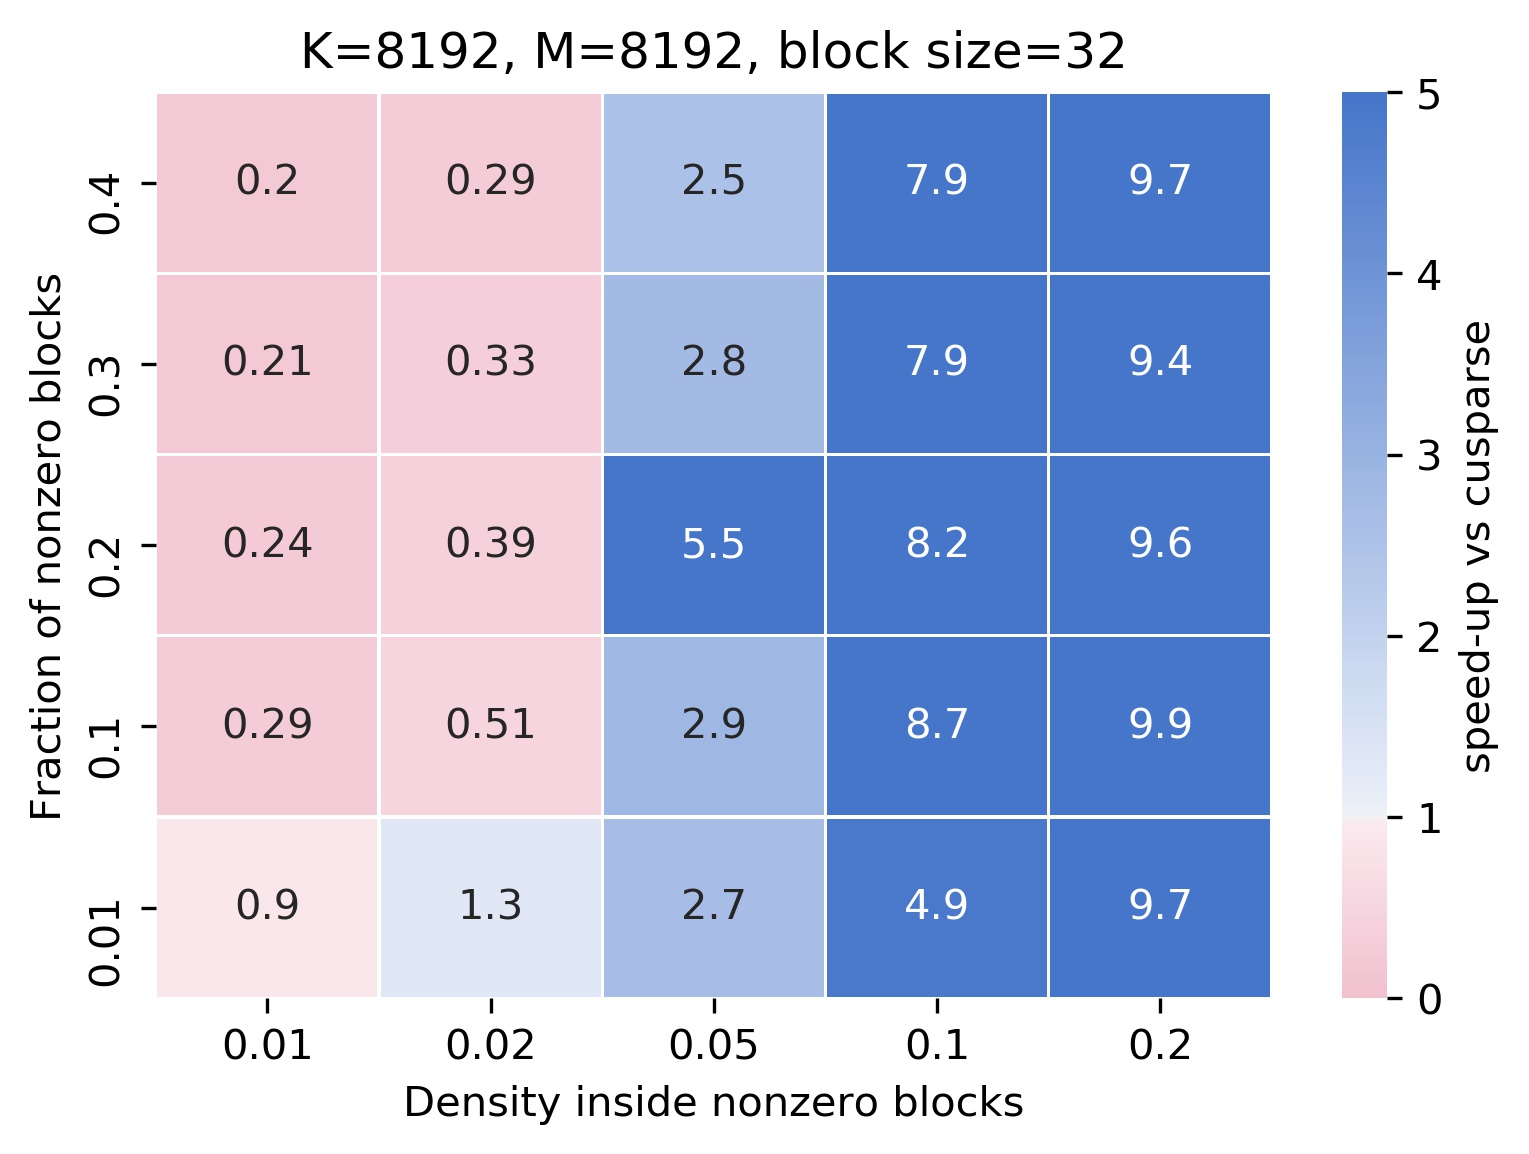 K=8192, M=8192, block size=32
Fraction of nonzero blocks
0.4 0.2 0.29 2.5 7.9 9.7
0.3 0.21 0.33 2.8 7.9 9.4
0.2 0.24 0.39 5.5 8.2 9.6
0.1 0.29 0.51 2.9 8.7 9.9
0.01 0.9 1.3 2.7 4.9 9.7
0.01 0.02 0.05 0.1 0.2
Density inside nonzero blocks
5
4
3
2
1
0
speed-up vs cusparse